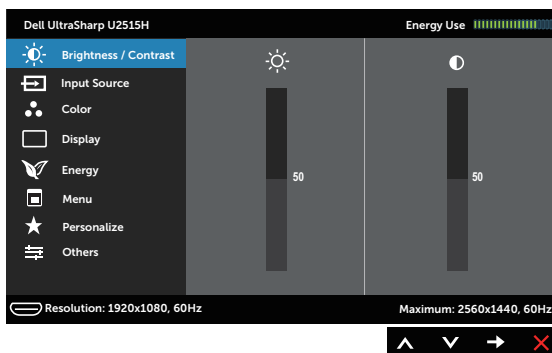 Dell UltraSharp U2515H
Energy Use
Brightness / Contrast
Input Source
Color
Display
Energy
Menu
Personalize
Others
50
50
Resolution: 1920x1080, 60Hz
Maximum: 2560x1440, 60Hz